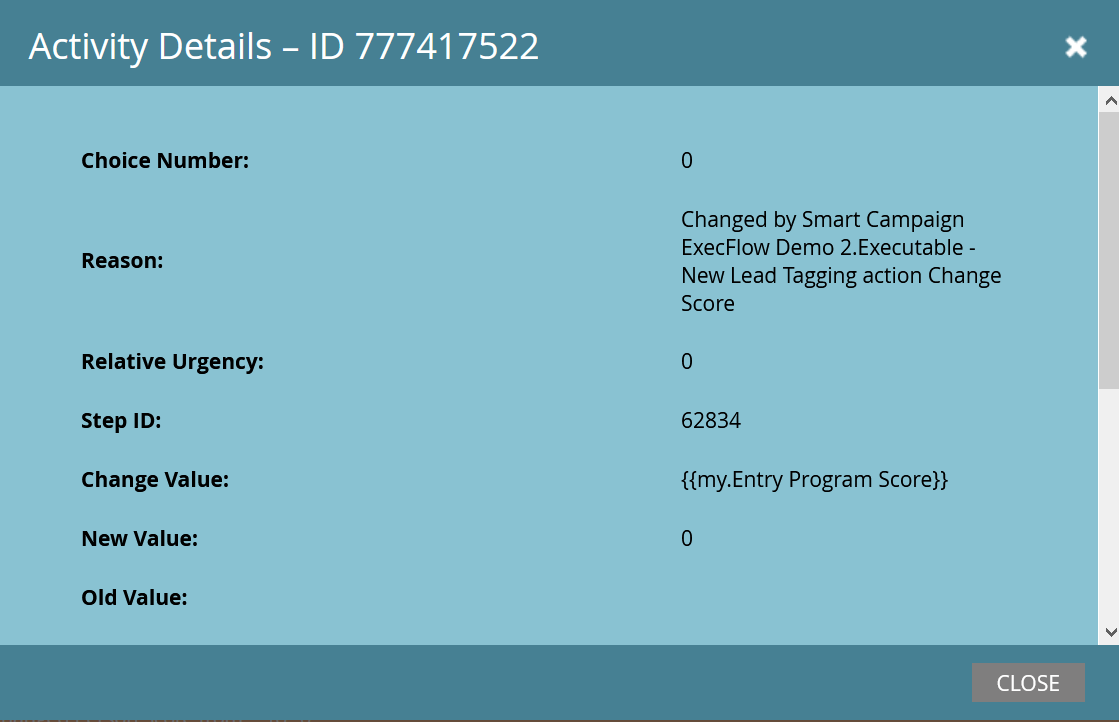 Activity Details – ID 777417522
Choice Number: 0
Reason: Changed by Smart Campaign
ExecFlow Demo 2.Executable -
New Lead Tagging action Change
Score
Relative Urgency: 0
Step ID: 62834
Change Value: {{my.Entry Program Score}}
New Value: 0
Old Value:
CLOSE